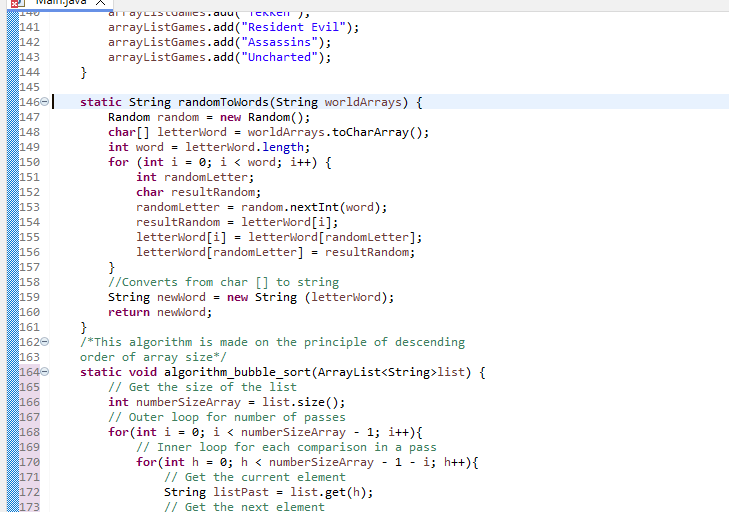 Main.java
140 arrayListGames.add("Tekken");
141 arrayListGames.add("Resident Evil");
142 arrayListGames.add("Assassins");
143 arrayListGames.add("Uncharted");
144 }
145
146 static String randomToWords(String worldArrays) {
147 Random random = new Random();
148 char[] letterWord = worldArrays.toCharArray();
149 int word = letterWord.length;
150 for (int i = 0; i < word; i++) {
151 int randomLetter;
152 char resultRandom;
153 randomLetter = random.nextInt(word);
154 resultRandom = letterWord[i];
155 letterWord[i] = letterWord[randomLetter];
156 letterWord[randomLetter] = resultRandom;
157 }
158 //Converts from char [] to string
159 String newWord = new String (letterWord);
160 return newWord;
161 }
162 /*This algorithm is made on the principle of descending
163 order of array size*/
164 static void algorithm_bubble_sort(ArrayList<String>list) {
165 // Get the size of the list
166 int numberSizeArray = list.size();
167 // Outer loop for number of passes
168 for(int i = 0; i < numberSizeArray - 1; i++){
169 // Inner loop for each comparison in a pass
170 for(int h = 0; h < numberSizeArray - 1 - i; h++){
171 // Get the current element
172 String listPast = list.get(h);
173 // Get the next element